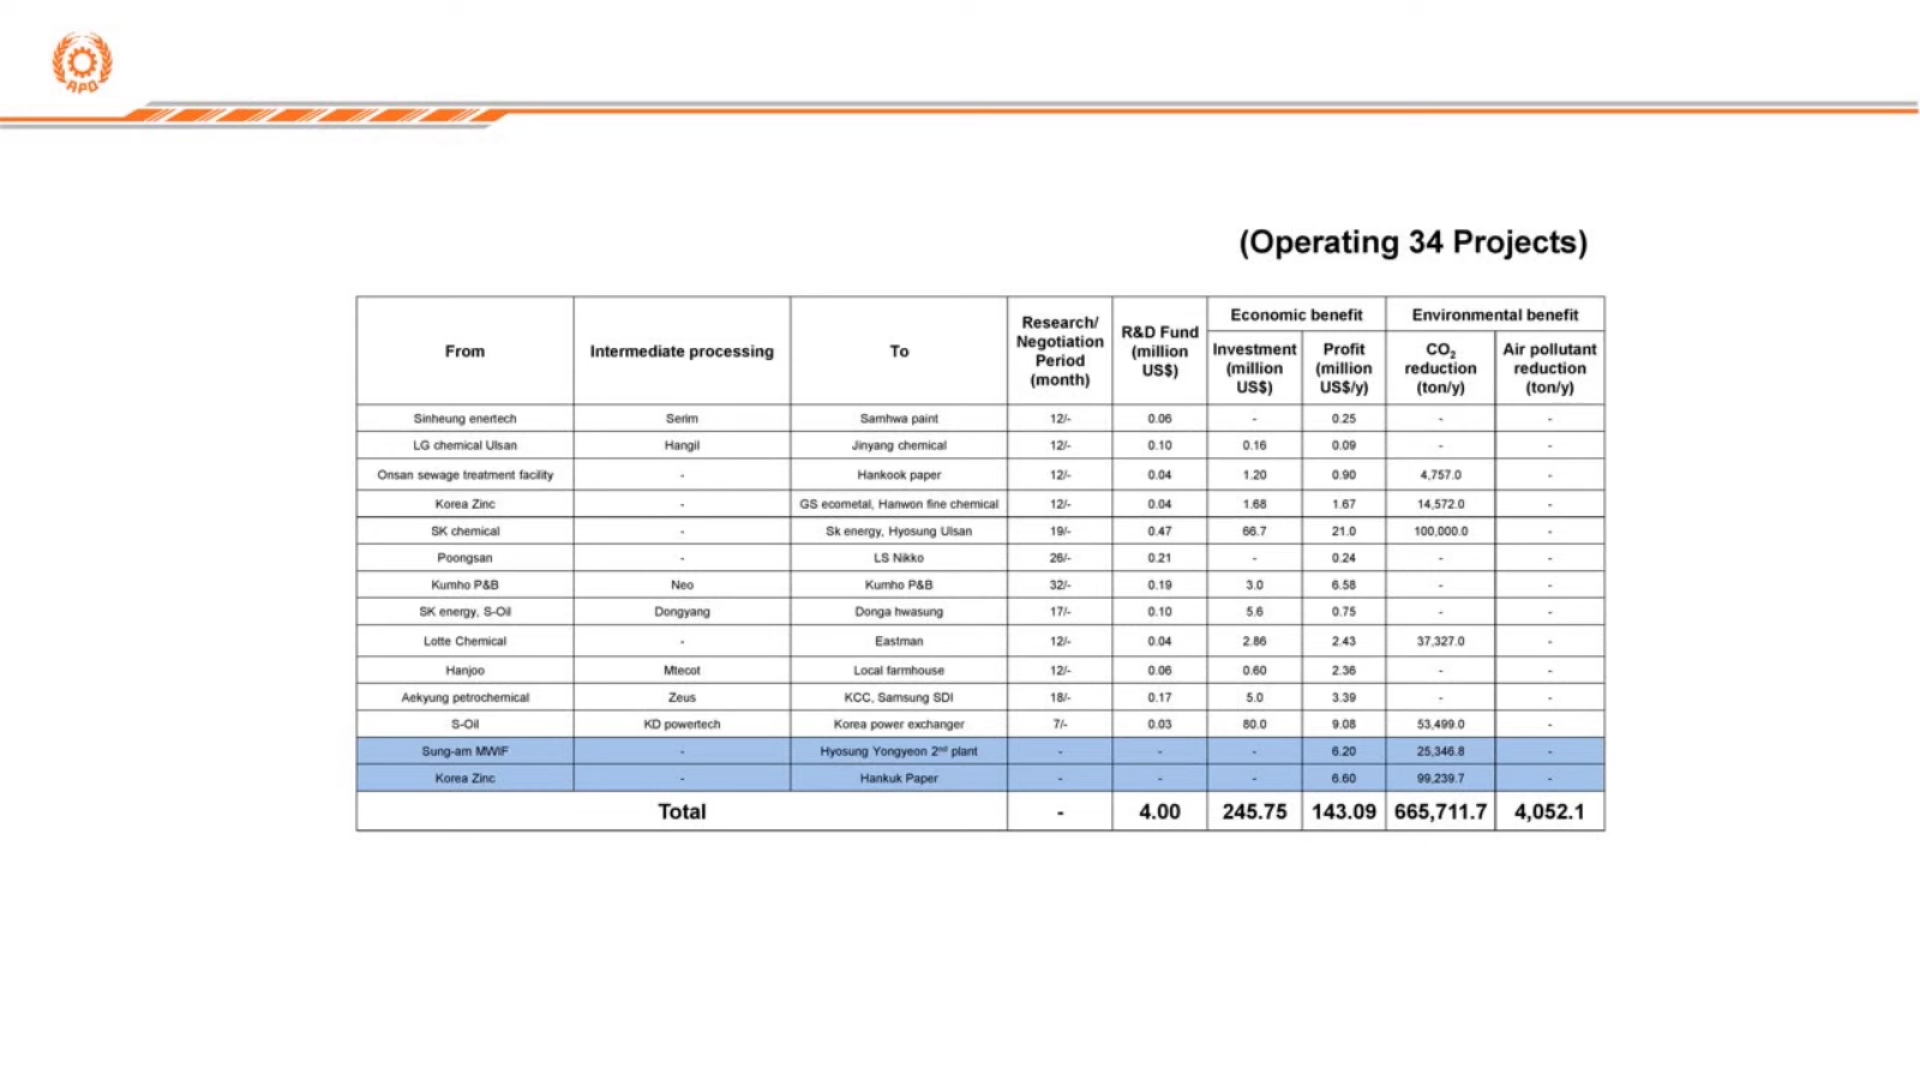 APO
(Operating 34 Projects)
From | Intermediate processing | To | Research/ Negotiation Period (month) | R&D Fund (million US$) | Economic benefit | Environmental benefit
Investment (million US$) | Profit (million US$/y) | CO₂ reduction (ton/y) | Air pollutant reduction (ton/y)
Sinheung enertech | Serim | Samhwa paint | 12/- | 0.06 | - | 0.25 | - | -
LG chemical Ulsan | Hangil | Jinyang chemical | 12/- | 0.10 | 0.16 | 0.09 | - | -
Onsan sewage treatment facility | - | Hankook paper | 12/- | 0.04 | 1.20 | 0.90 | 4,757.0 | -
Korea Zinc | - | GS ecometal, Hanwon fine chemical | 12/- | 0.04 | 1.68 | 1.67 | 14,572.0 | -
SK chemical | - | Sk energy, Hyosung Ulsan | 19/- | 0.47 | 66.7 | 21.0 | 100,000.0 | -
Poongsan | - | LS Nikko | 26/- | 0.21 | - | 0.24 | - | -
Kumho P&B | Neo | Kumho P&B | 32/- | 0.19 | 3.0 | 6.58 | - | -
SK energy, S-Oil | Dongyang | Donga hwasung | 17/- | 0.10 | 5.6 | 0.75 | - | -
Lotte Chemical | - | Eastman | 12/- | 0.04 | 2.86 | 2.43 | 37,327.0 | -
Hanjoo | Mtecot | Local farmhouse | 12/- | 0.06 | 0.60 | 2.36 | - | -
Aekyung petrochemical | Zeus | KCC, Samsung SDI | 18/- | 0.17 | 5.0 | 3.39 | - | -
S-Oil | KD powertech | Korea power exchanger | 7/- | 0.03 | 80.0 | 9.08 | 53,499.0 | -
Sung-am MWIF | - | Hyosung Yongyeon 2nd plant | - | - | - | 6.20 | 25,346.8 | -
Korea Zinc | - | Hankuk Paper | - | - | - | 6.60 | 99,239.7 | -
Total | - | 4.00 | 245.75 | 143.09 | 665,711.7 | 4,052.1